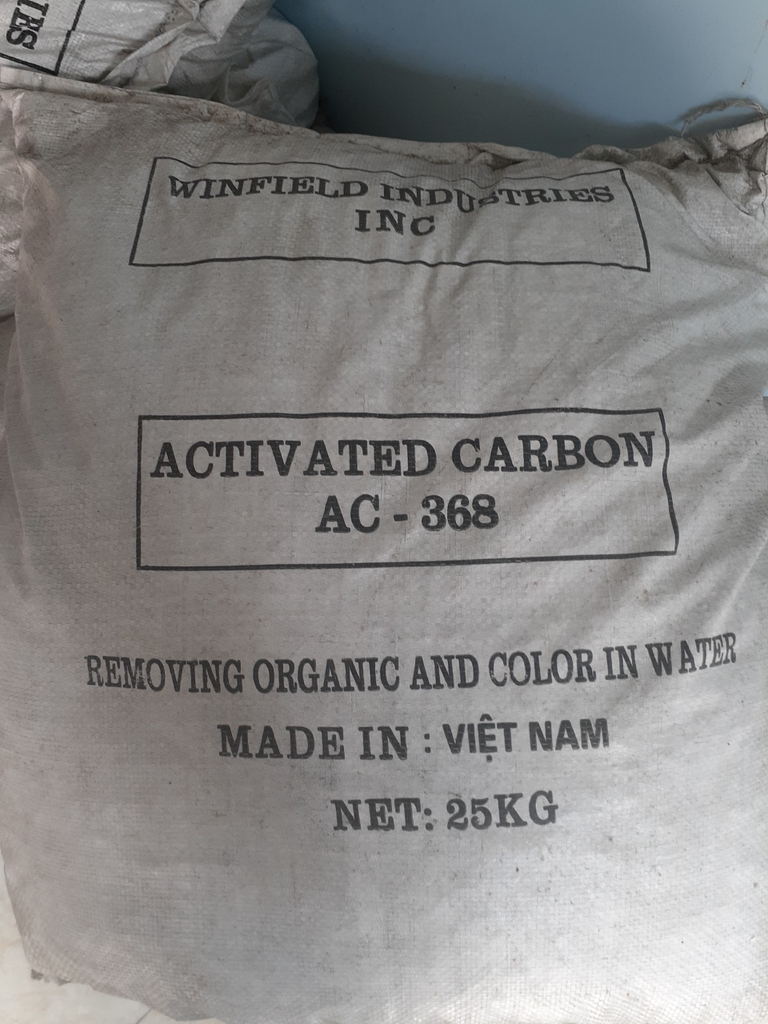 IES
WINFIELD INDUSTRIES
INC
ACTIVATED CARBON
AC - 368
REMOVING ORGANIC AND COLOR IN WATER
MADE IN : VIỆT NAM
NET: 25KG